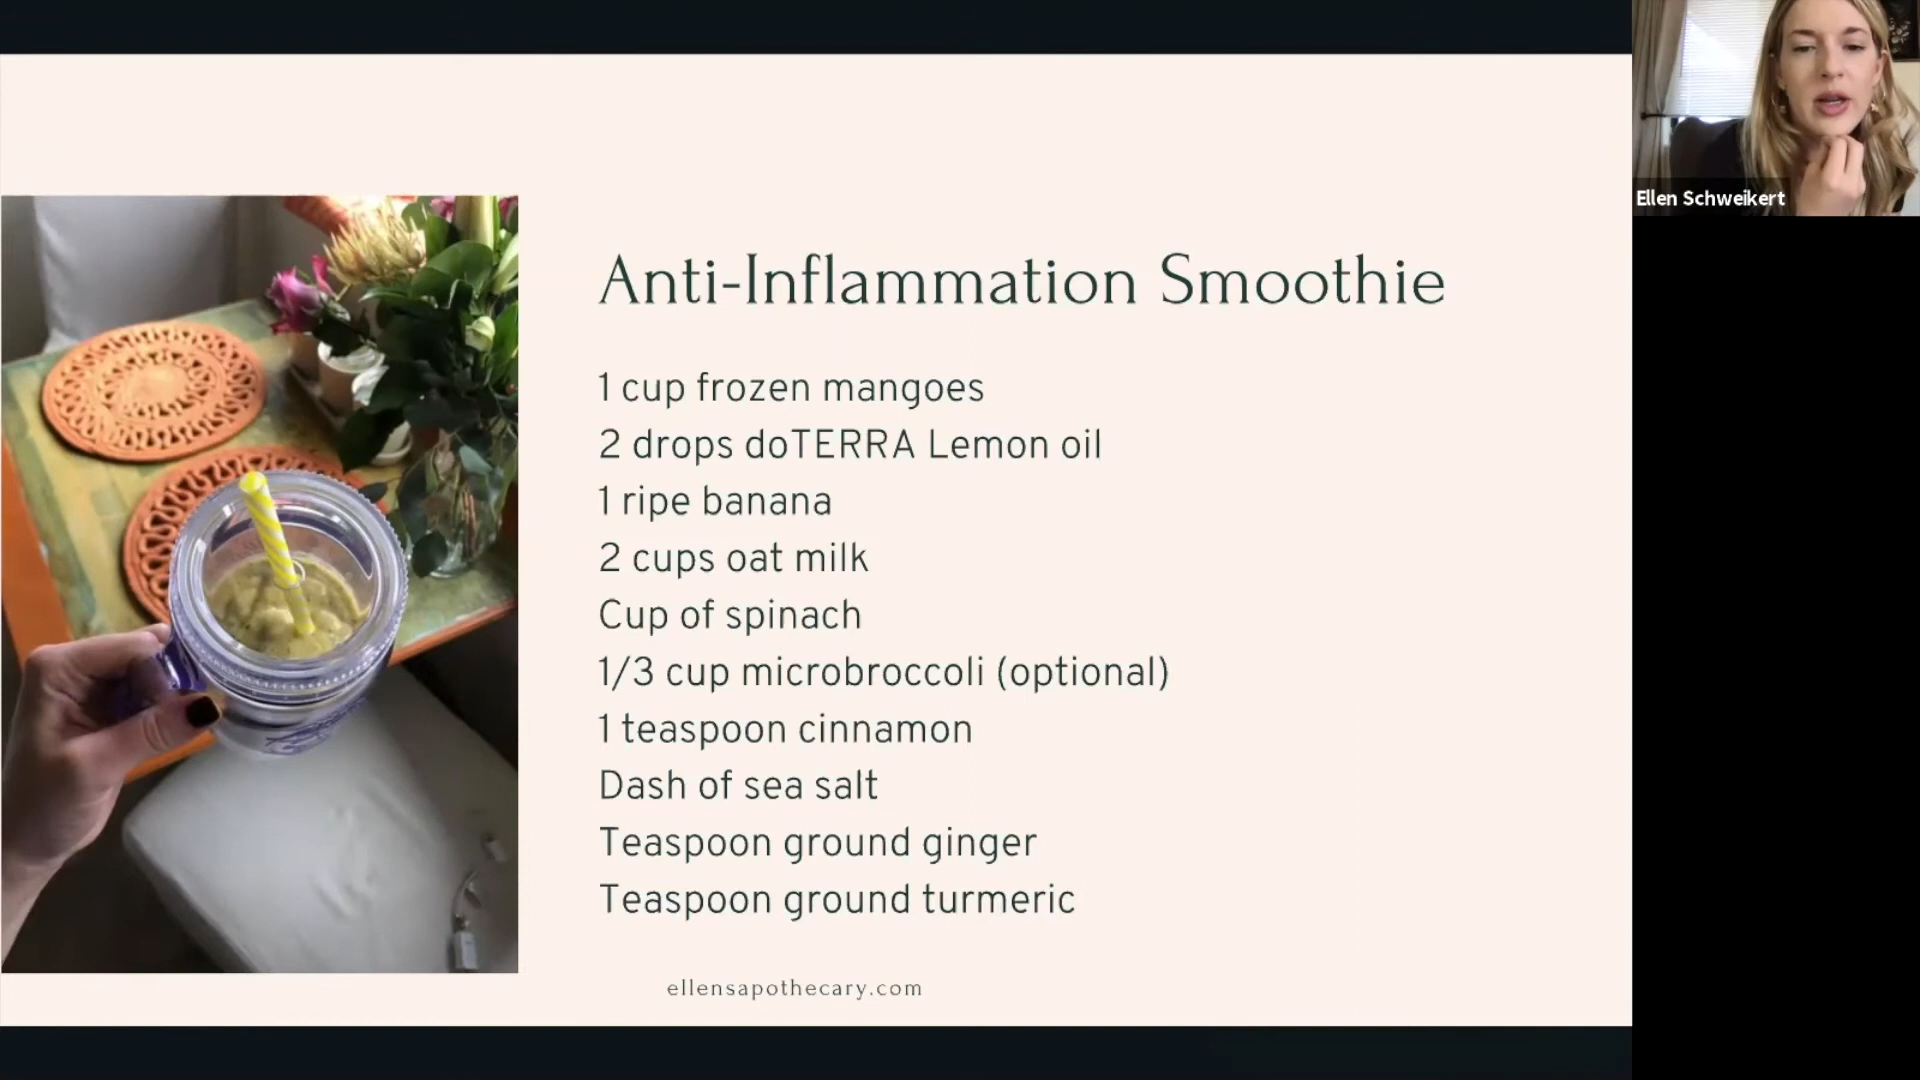 Ellen Schweikert
Anti-Inflammation Smoothie
1 cup frozen mangoes
2 drops doTERRA Lemon oil
1 ripe banana
2 cups oat milk
Cup of spinach
1/3 cup microbroccoli (optional)
1 teaspoon cinnamon
Dash of sea salt
Teaspoon ground ginger
Teaspoon ground turmeric
ellensapothecary.com